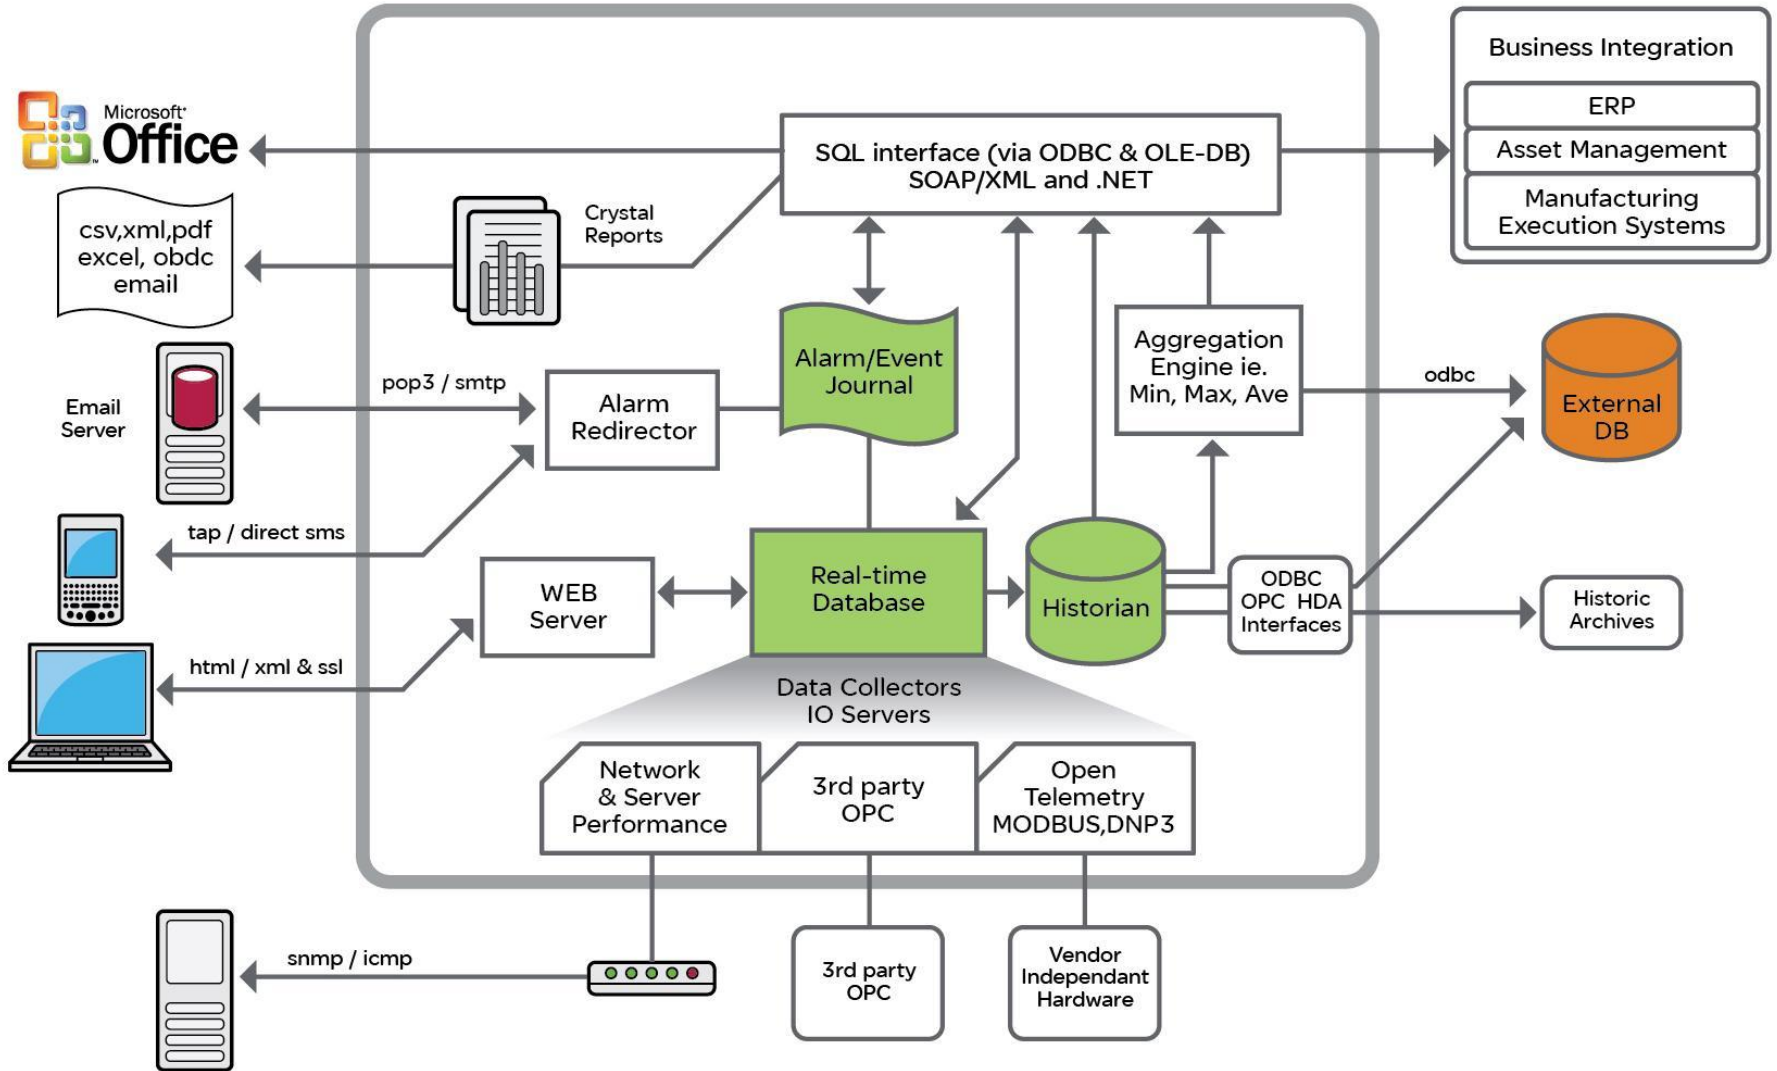 Business Integration
ERP
Asset Management
Manufacturing
Execution Systems
Microsoft®
Office™
SQL interface (via ODBC & OLE-DB)
SOAP/XML and .NET
csv,xml,pdf
excel, obdc
email
Crystal
Reports
Alarm/Event
Journal
Aggregation
Engine ie.
Min, Max, Ave
odbc
External
DB
Email
Server
pop3 / smtp
Alarm
Redirector
tap / direct sms
WEB
Server
Real-time
Database
Historian
ODBC
OPC HDA
Interfaces
Historic
Archives
html / xml & ssl
Data Collectors
IO Servers
Network
& Server
Performance
3rd party
OPC
Open
Telemetry
MODBUS,DNP3
snmp / icmp
3rd party
OPC
Vendor
Independant
Hardware